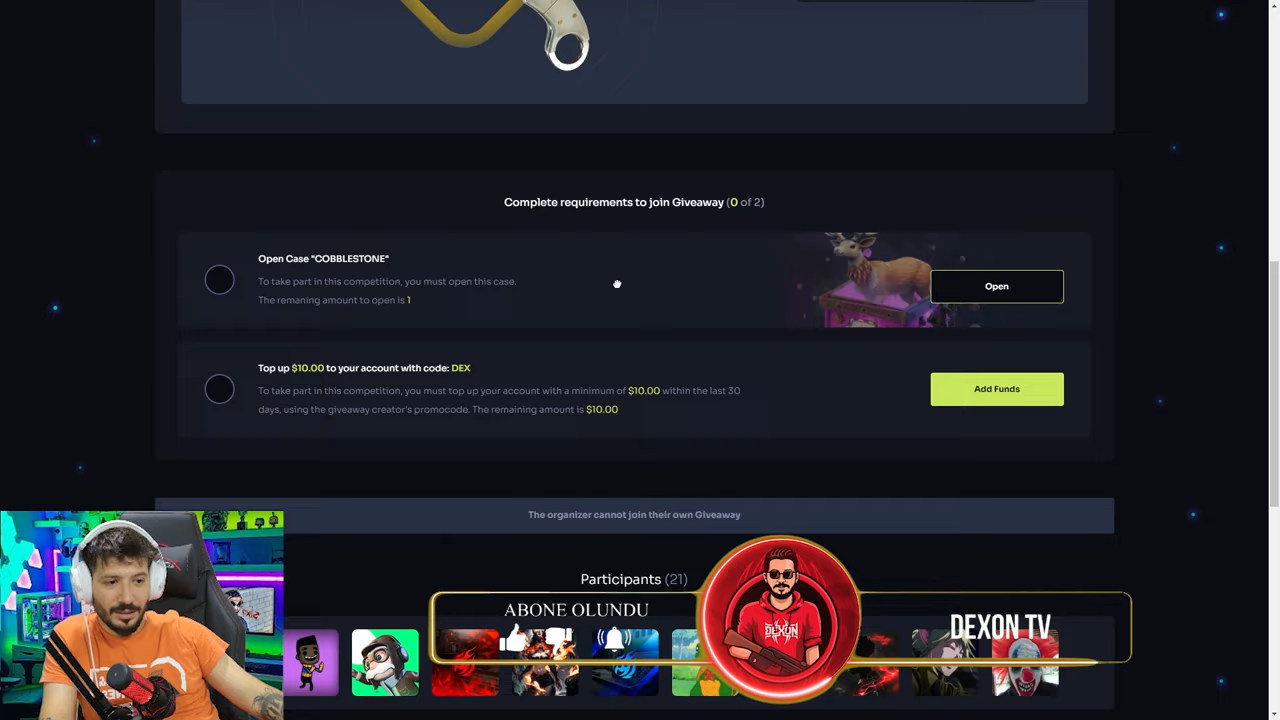 Complete requirements to join Giveaway (0 of 2)
Open Case "COBBLESTONE"
To take part in this competition, you must open this case.
The remaning amount to open is 1
Open
Top up $10.00 to your account with code: DEX
To take part in this competition, you must top up your account with a minimum of $10.00 within the last 30
days, using the giveaway creator's promocode. The remaining amount is $10.00
Add Funds
The organizer cannot join their own Giveaway
Participants (21)
ABONE OLUNDU
DEXON
DEXON TV